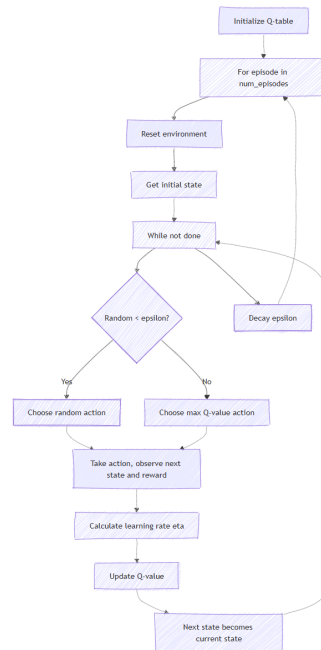 Initialize Q-table
For episode in
num_episodes
Reset environment
Get initial state
While not done
Random < epsilon?
Decay epsilon
Yes
No
Choose random action
Choose max Q-value action
Take action, observe next
state and reward
Calculate learning rate eta
Update Q-value
Next state becomes
current state